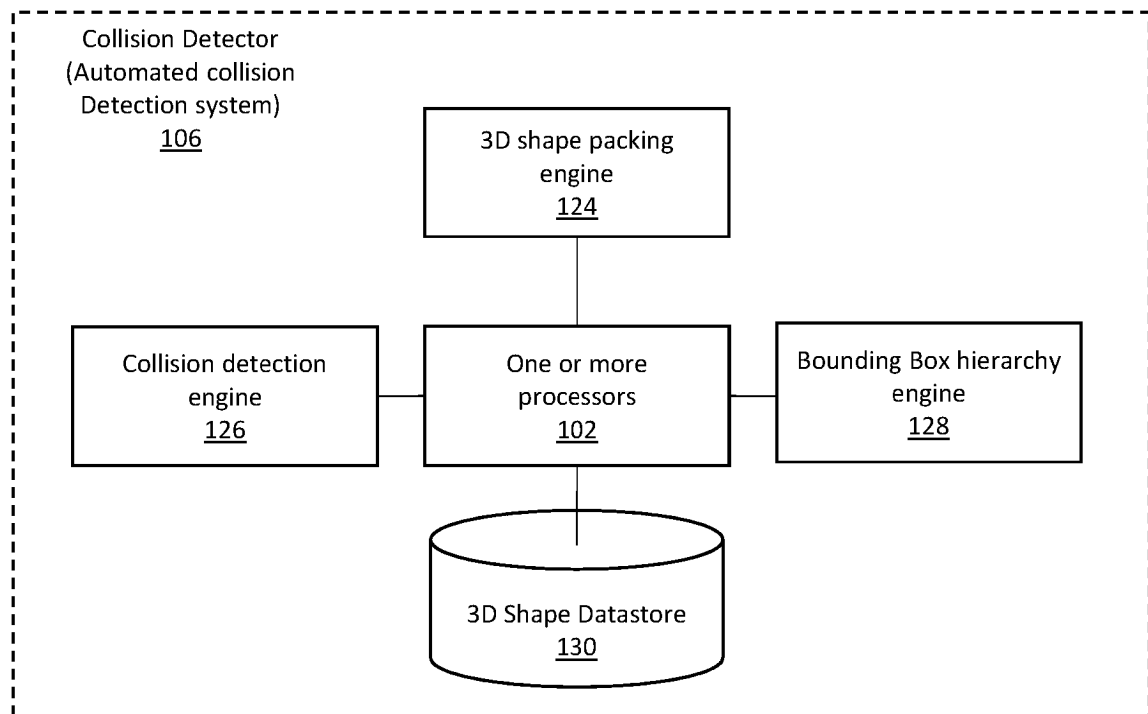 Collision Detector
(Automated collision
Detection system)
106
3D shape packing
engine
124
Collision detection
engine
126
One or more
processors
102
Bounding Box hierarchy
engine
128
3D Shape Datastore
130